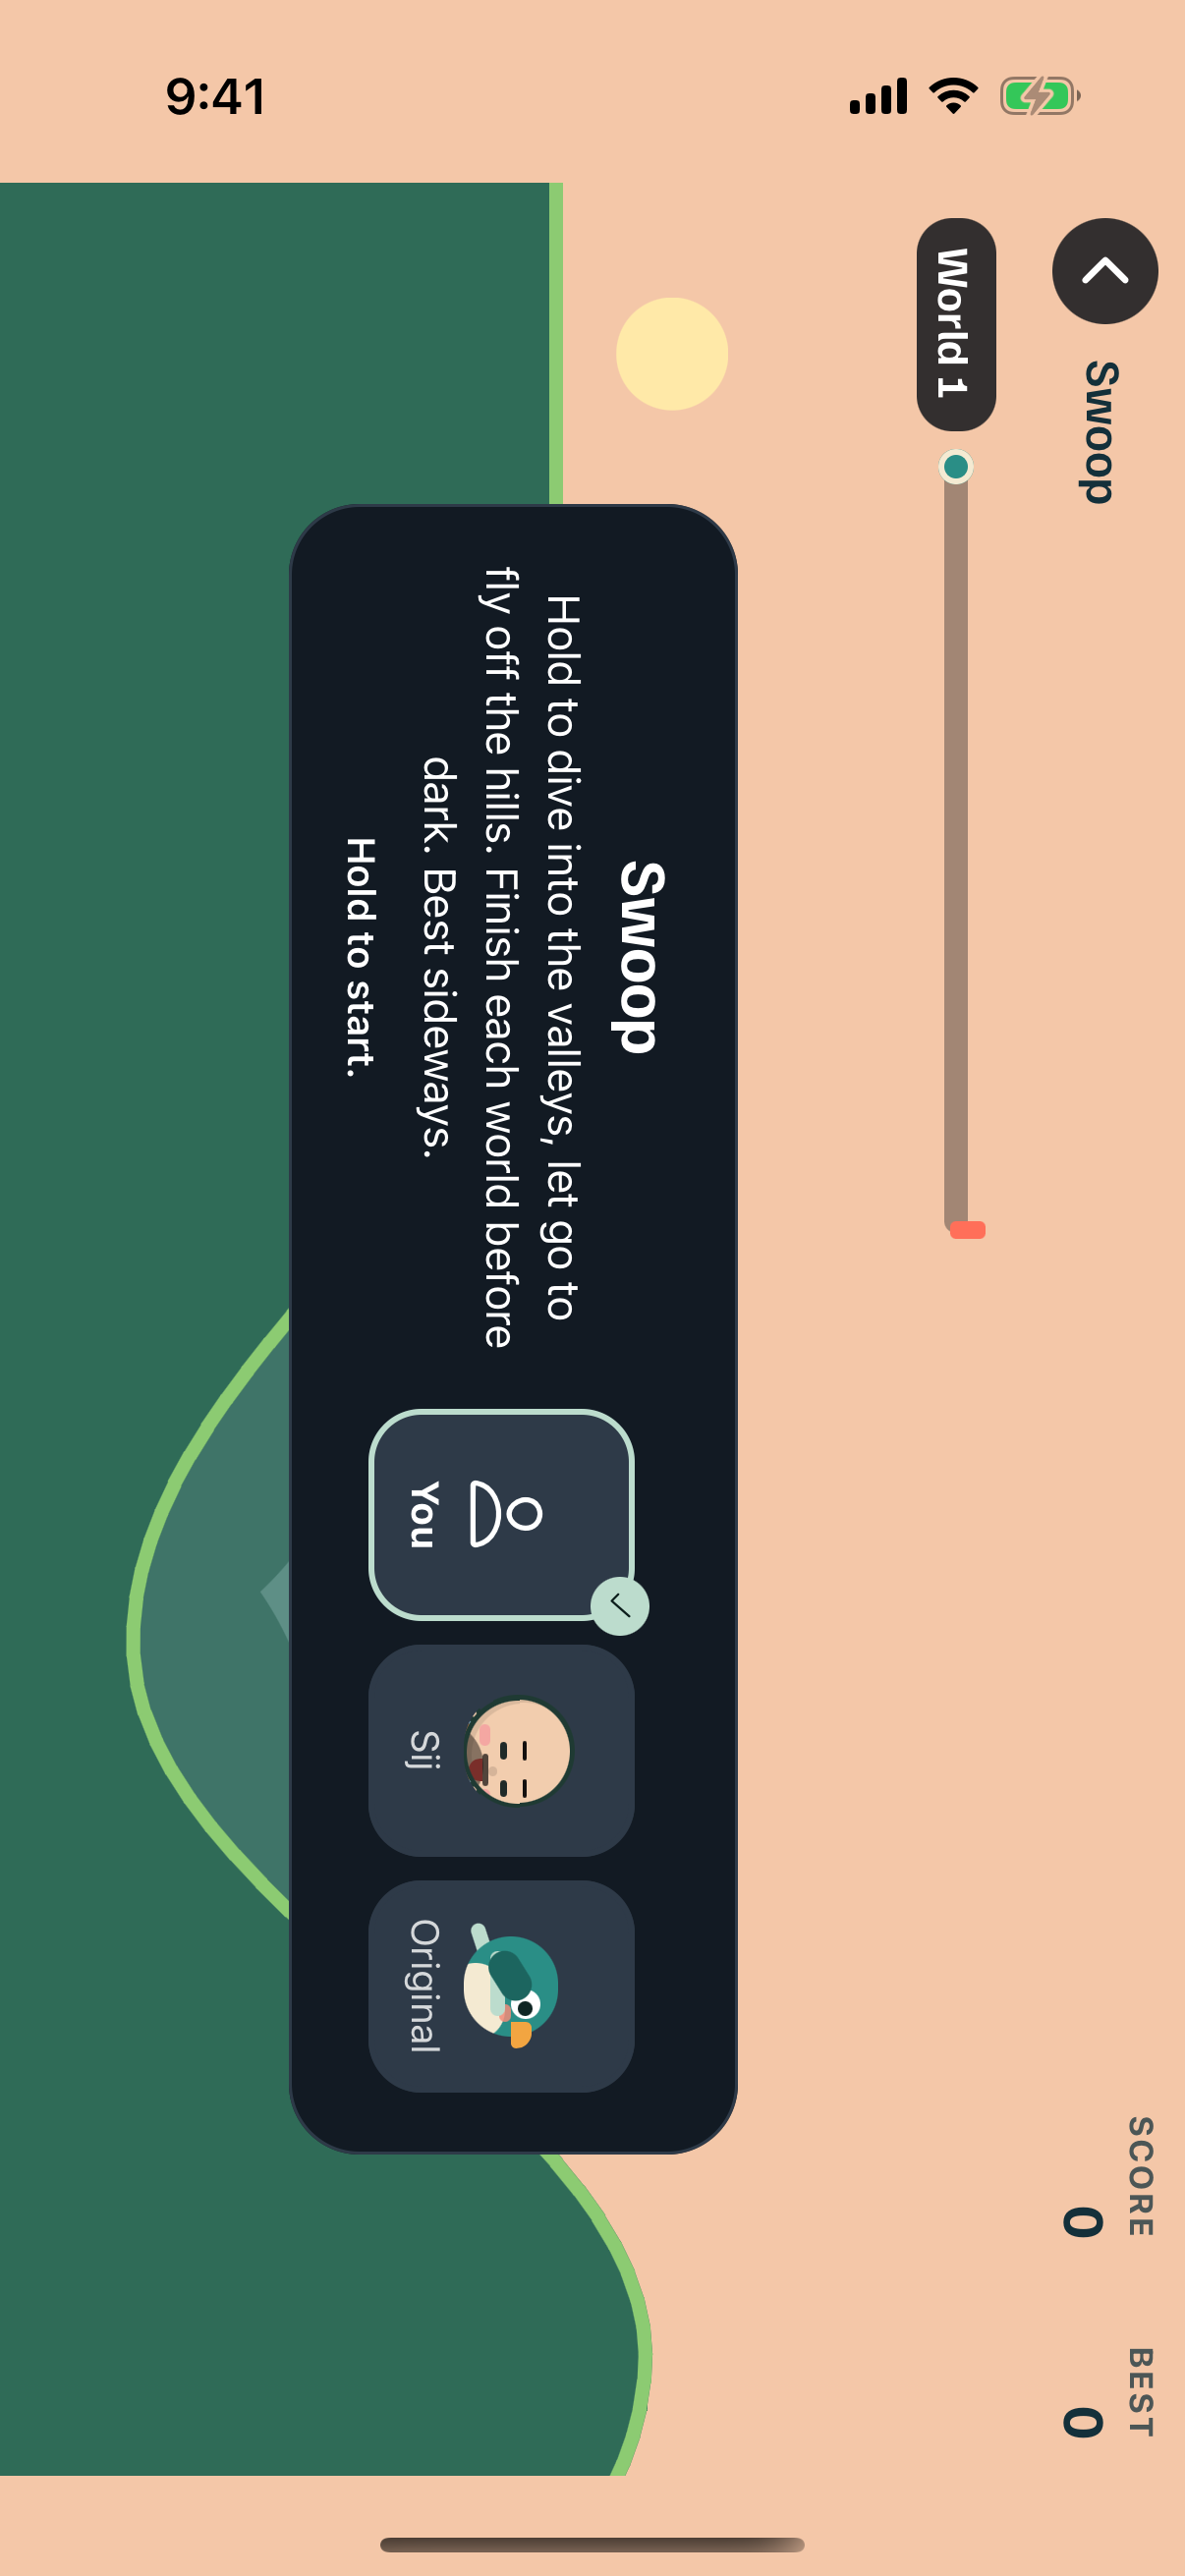 9:41
Swoop
SCORE
0
BEST
0
World 1
Swoop
Hold to dive into the valleys, let go to
fly off the hills. Finish each world before
dark. Best sideways.
Hold to start.
You
Sij
Original